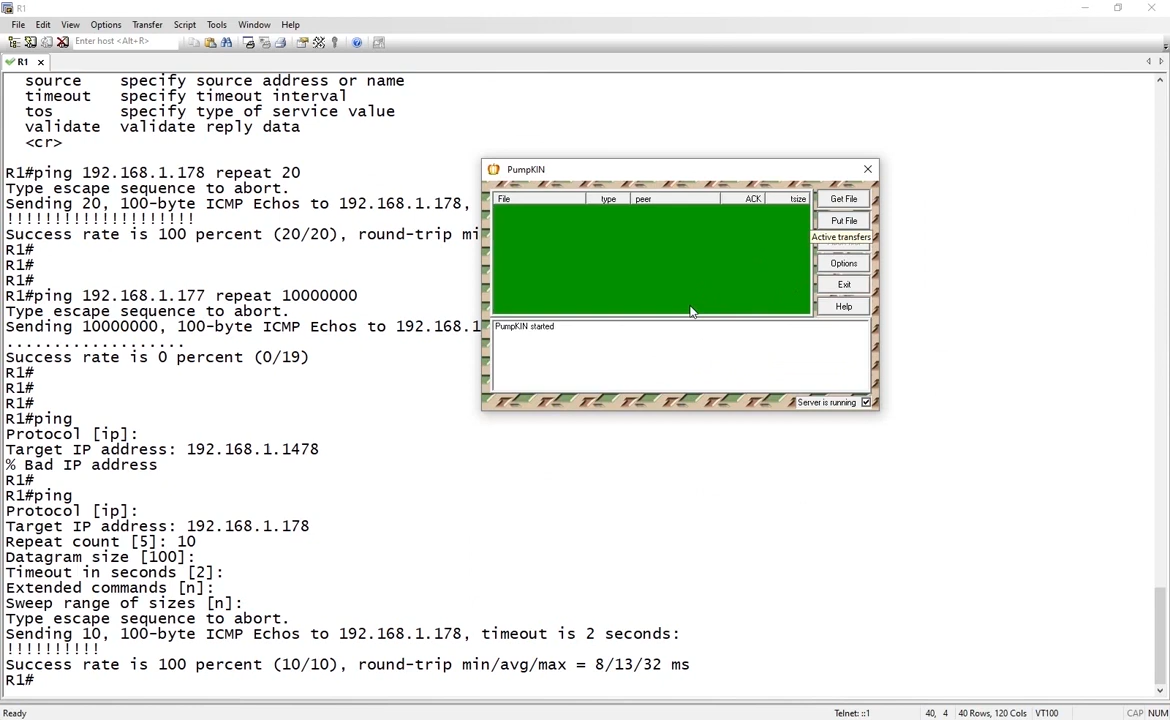 R1
File Edit View Options Transfer Script Tools Window Help
Enter host <Alt+R>
R1
source specify source address or name
timeout specify timeout interval
tos specify type of service value
validate validate reply data
<cr>
R1#ping 192.168.1.178 repeat 20
Type escape sequence to abort.
Sending 20, 100-byte ICMP Echos to 192.168.1.178,
!!!!!!!!!!!!!!!!!!!!
Success rate is 100 percent (20/20), round-trip mi
R1#
R1#
R1#
R1#ping 192.168.1.177 repeat 10000000
Type escape sequence to abort.
Sending 10000000, 100-byte ICMP Echos to 192.168.1
...................
Success rate is 0 percent (0/19)
R1#
R1#
R1#
R1#ping
Protocol [ip]:
Target IP address: 192.168.1.1478
% Bad IP address
R1#
R1#ping
Protocol [ip]:
Target IP address: 192.168.1.178
Repeat count [5]: 10
Datagram size [100]:
Timeout in seconds [2]:
Extended commands [n]:
Sweep range of sizes [n]:
Type escape sequence to abort.
Sending 10, 100-byte ICMP Echos to 192.168.1.178, timeout is 2 seconds:
!!!!!!!!!!
Success rate is 100 percent (10/10), round-trip min/avg/max = 8/13/32 ms
R1#
PumpKIN
File type peer ACK tsize
Get File
Put File
Active transfers
Options
Exit
Help
PumpKIN started
Server is running
Ready Telnet: ::1 40, 4 40 Rows, 120 Cols VT100 CAP NUM